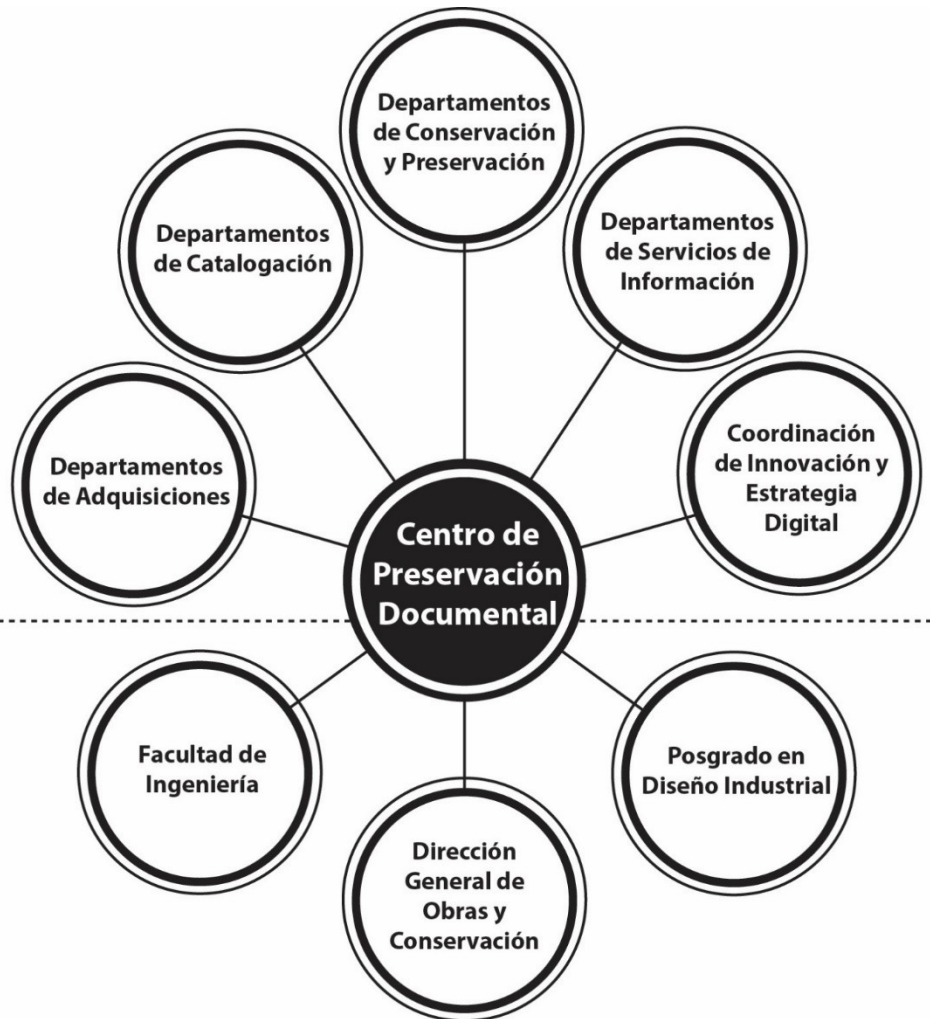 Departamentos
de Conservación
y Preservación
Departamentos
de Catalogación
Departamentos
de Servicios de
Información
Departamentos
de Adquisiciones
Coordinación
de Innovación y
Estrategia
Digital
Centro de
Preservación
Documental
Facultad de
Ingeniería
Dirección
General de
Obras y
Conservación
Posgrado en
Diseño Industrial